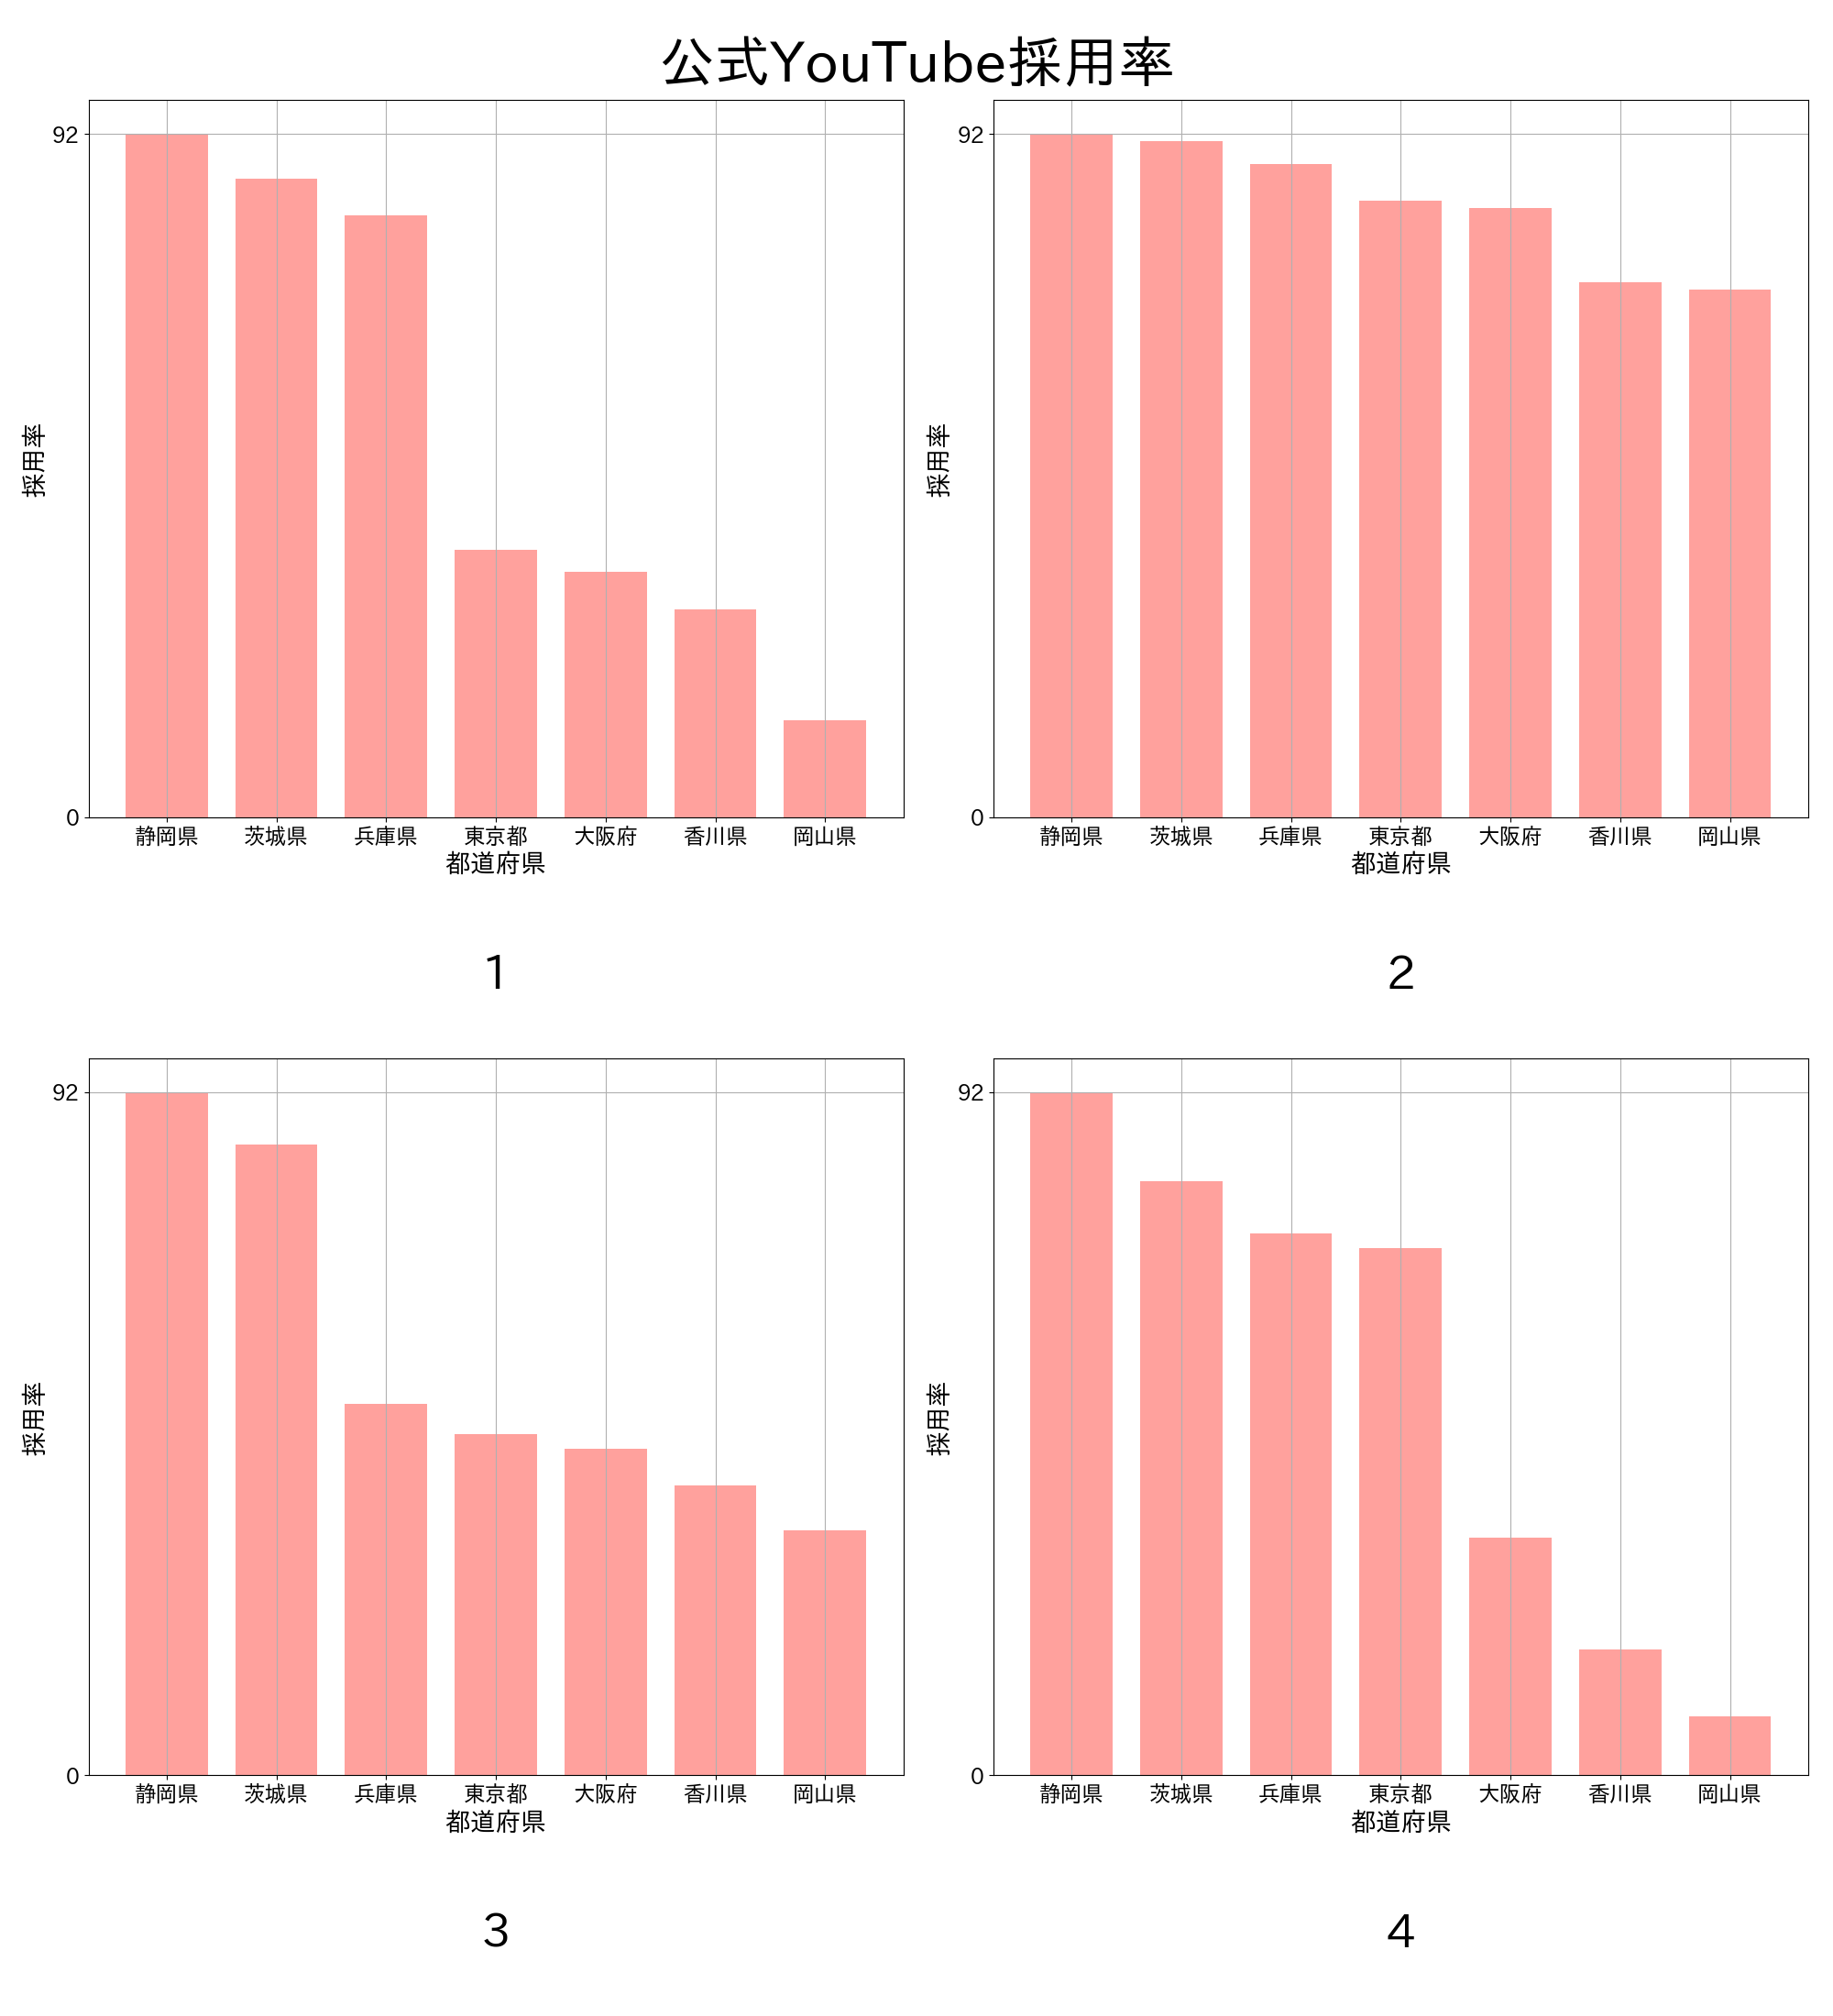 公式YouTube採用率
92
0
採用率
静岡県 茨城県 兵庫県 東京都 大阪府 香川県 岡山県
都道府県
1
92
0
採用率
静岡県 茨城県 兵庫県 東京都 大阪府 香川県 岡山県
都道府県
2
92
0
採用率
静岡県 茨城県 兵庫県 東京都 大阪府 香川県 岡山県
都道府県
3
92
0
採用率
静岡県 茨城県 兵庫県 東京都 大阪府 香川県 岡山県
都道府県
4